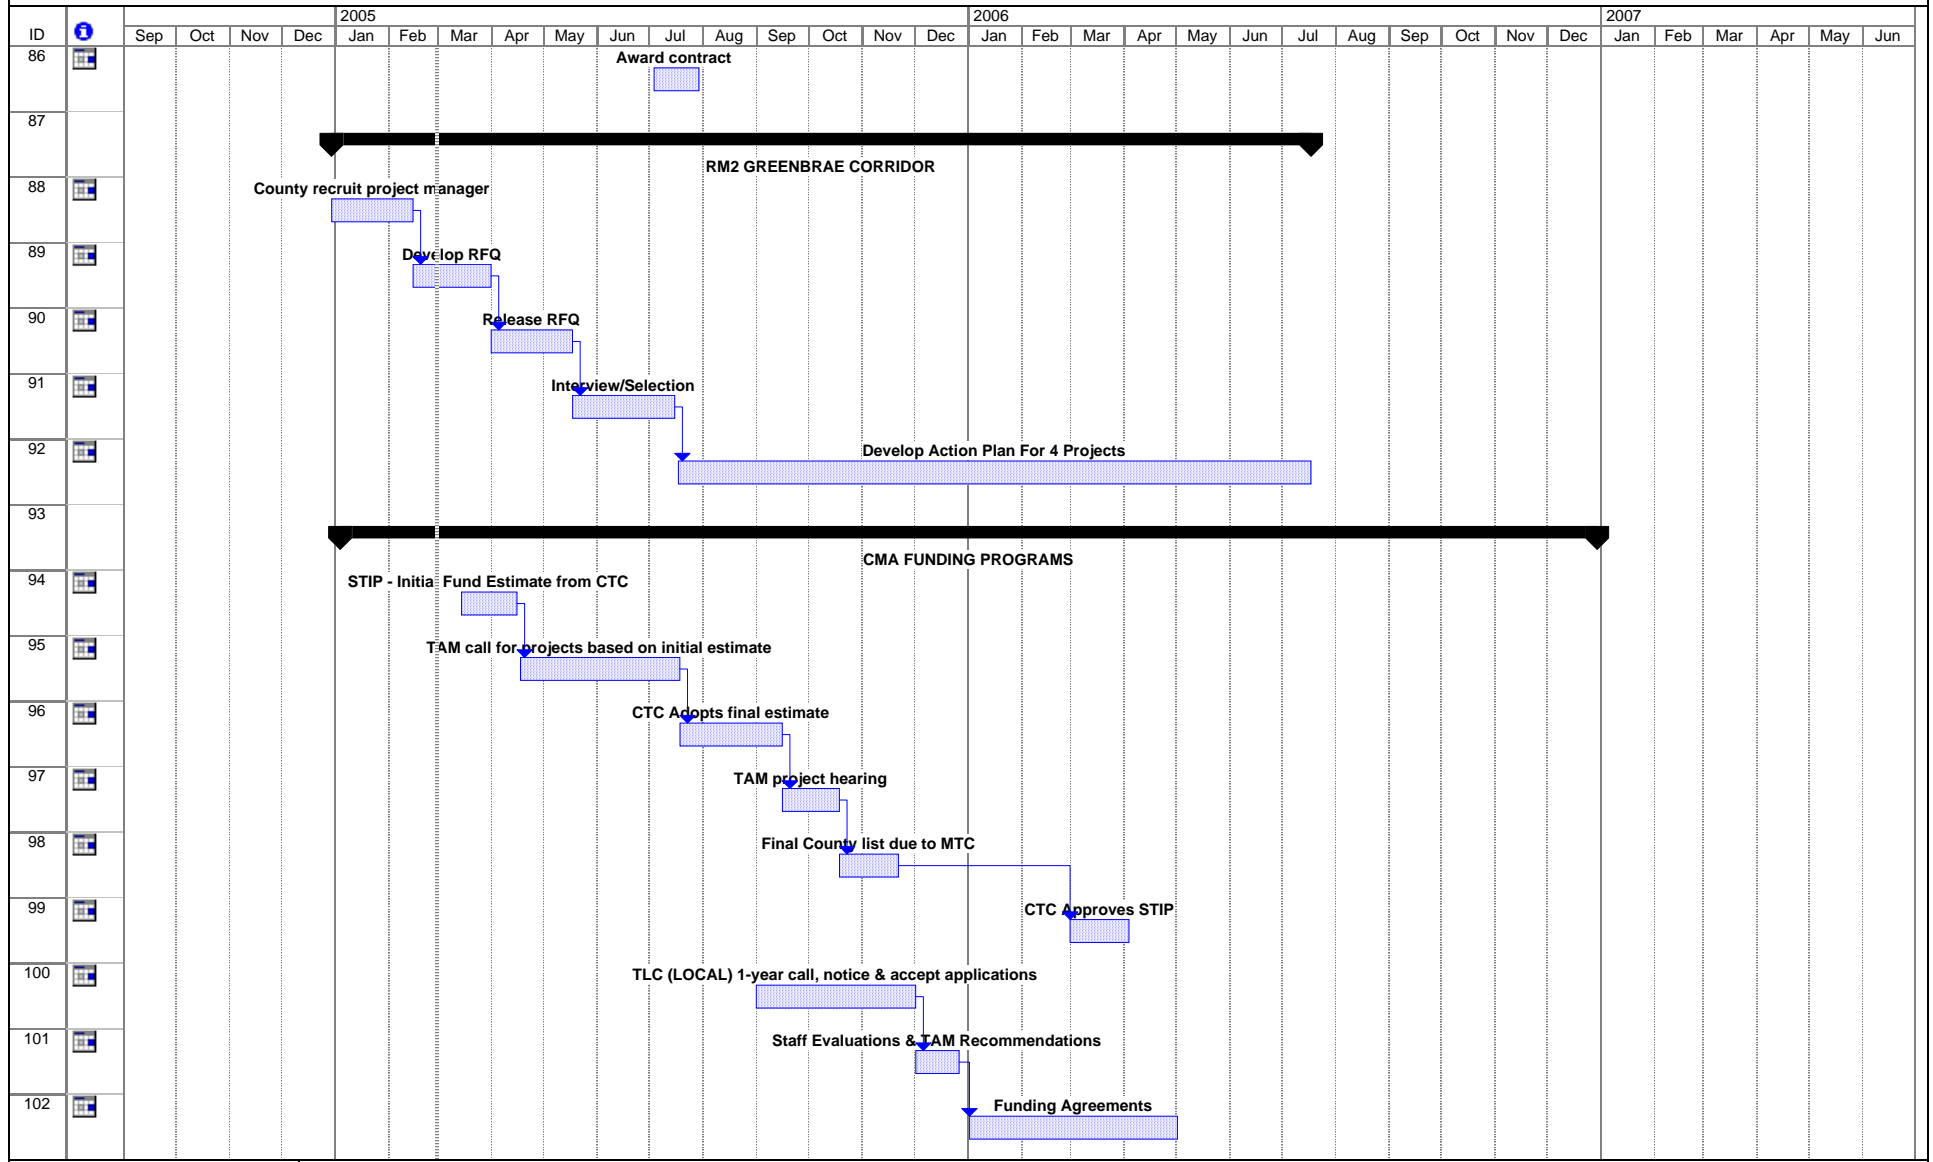 2005 2006 2007
ID Sep Oct Nov Dec Jan Feb Mar Apr May Jun Jul Aug Sep Oct Nov Dec Jan Feb Mar Apr May Jun Jul Aug Sep Oct Nov Dec Jan Feb Mar Apr May Jun
86 Award contract
87 RM2 GREENBRAE CORRIDOR
88 County recruit project manager
89 Develop RFQ
90 Release RFQ
91 Interview/Selection
92 Develop Action Plan For 4 Projects
93 CMA FUNDING PROGRAMS
94 STIP - Initial Fund Estimate from CTC
95 TAM call for projects based on initial estimate
96 CTC Adopts final estimate
97 TAM project hearing
98 Final County list due to MTC
99 CTC Approves STIP
100 TLC (LOCAL) 1-year call, notice & accept applications
101 Staff Evaluations & TAM Recommendations
102 Funding Agreements